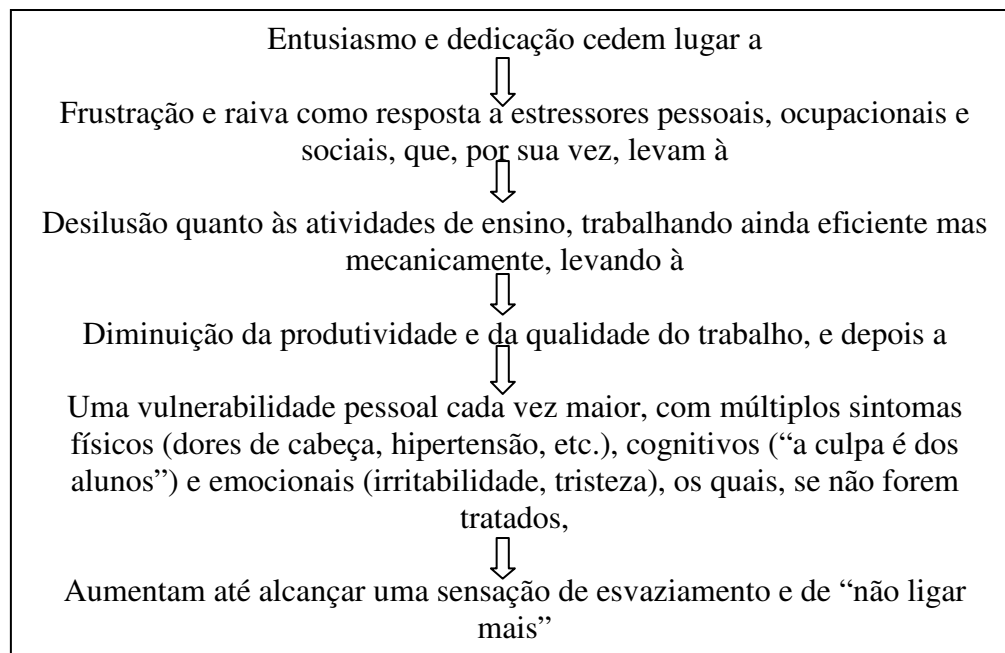 Entusiasmo e dedicação cedem lugar a
Frustração e raiva como resposta a estressores pessoais, ocupacionais e
sociais, que, por sua vez, levam à
Desilusão quanto às atividades de ensino, trabalhando ainda eficiente mas
mecanicamente, levando à
Diminuição da produtividade e da qualidade do trabalho, e depois a
Uma vulnerabilidade pessoal cada vez maior, com múltiplos sintomas
físicos (dores de cabeça, hipertensão, etc.), cognitivos (“a culpa é dos
alunos”) e emocionais (irritabilidade, tristeza), os quais, se não forem
tratados,
Aumentam até alcançar uma sensação de esvaziamento e de “não ligar
mais”